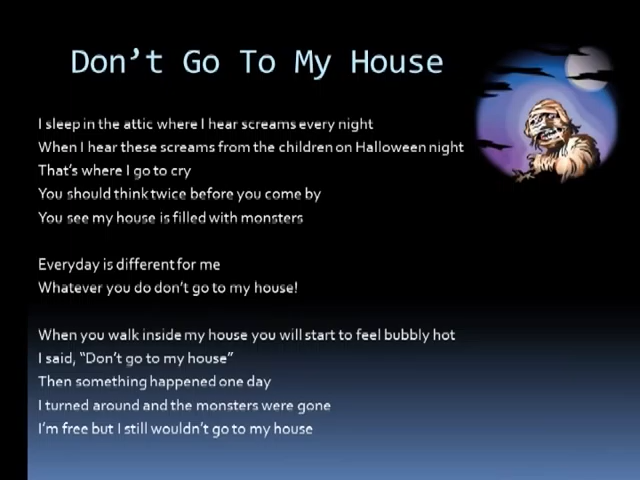 Don't Go To My House
I sleep in the attic where I hear screams every night
When I hear these screams from the children on Halloween night
That's where I go to cry
You should think twice before you come by
You see my house is filled with monsters
Everyday is different for me
Whatever you do don't go to my house!
When you walk inside my house you will start to feel bubbly hot
I said, "Don't go to my house"
Then something happened one day
I turned around and the monsters were gone
I'm free but I still wouldn't go to my house